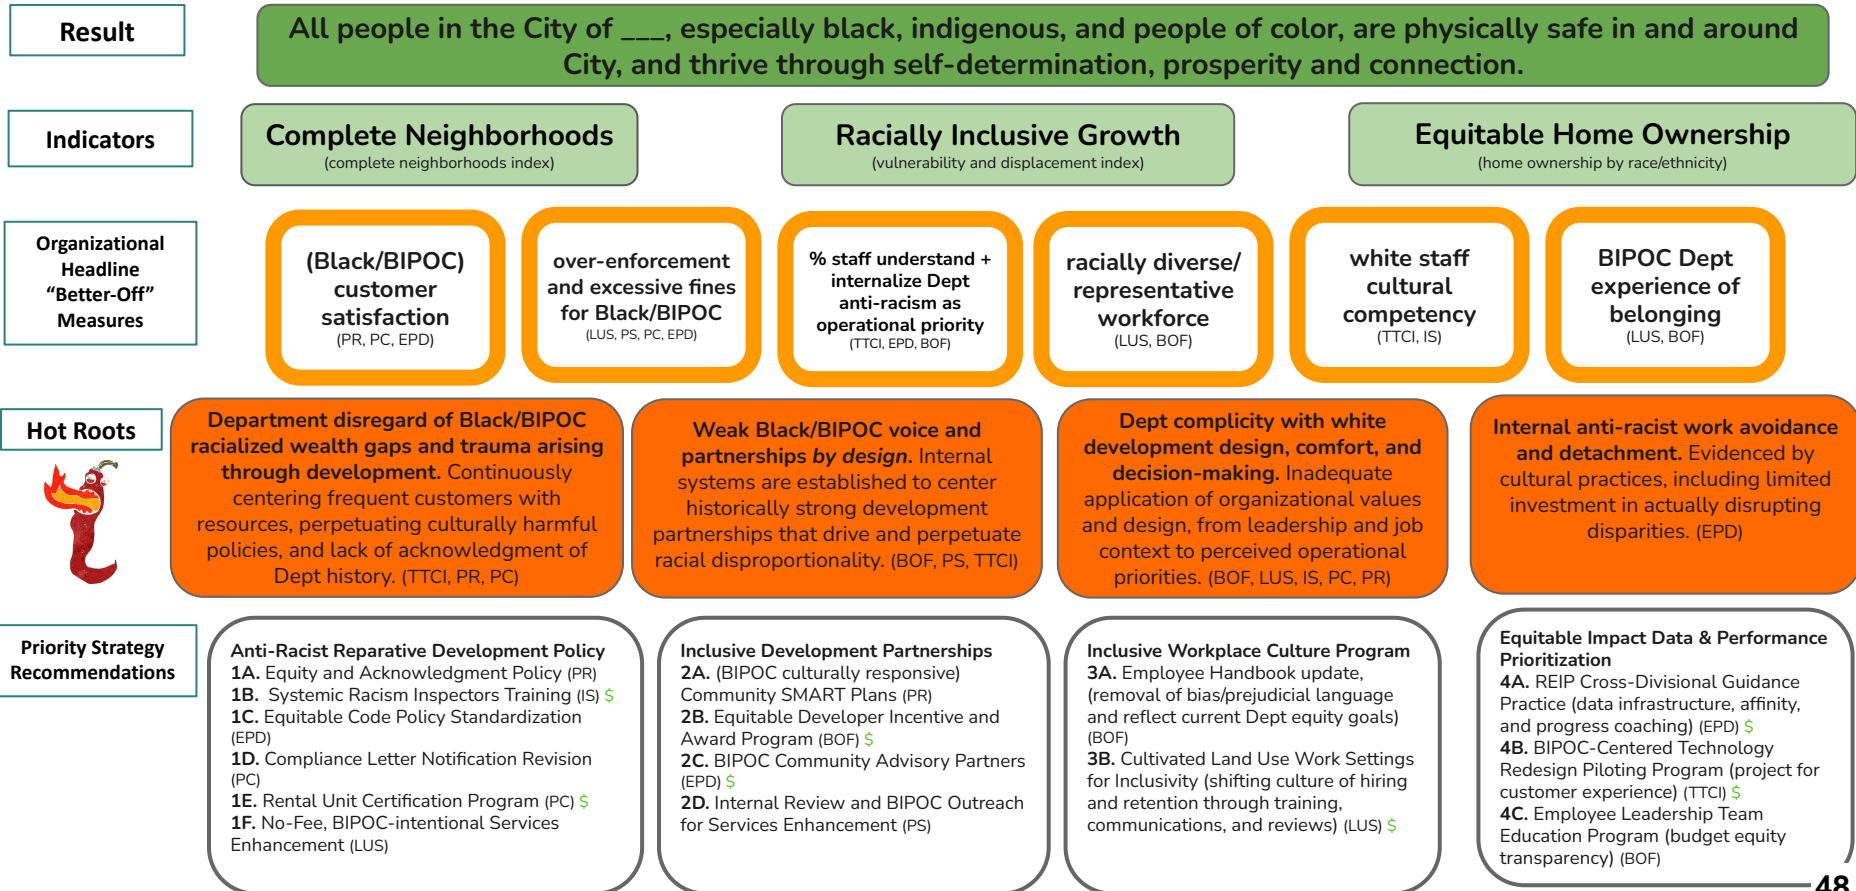 Result
All people in the City of ___, especially black, indigenous, and people of color, are physically safe in and around
City, and thrive through self-determination, prosperity and connection.
Indicators
Complete Neighborhoods
(complete neighborhoods index)
Racially Inclusive Growth
(vulnerability and displacement index)
Equitable Home Ownership
(home ownership by race/ethnicity)
Organizational
Headline
“Better-Off”
Measures
(Black/BIPOC)
customer
satisfaction
(PR, PC, EPD)
over-enforcement
and excessive fines
for Black/BIPOC
(LUS, PS, PC, EPD)
% staff understand +
internalize Dept
anti-racism as
operational priority
(TTCI, EPD, BOF)
racially diverse/
representative
workforce
(LUS, BOF)
white staff
cultural
competency
(TTCI, IS)
BIPOC Dept
experience of
belonging
(LUS, BOF)
Hot Roots
Department disregard of Black/BIPOC
racialized wealth gaps and trauma arising
through development. Continuously
centering frequent customers with
resources, perpetuating culturally harmful
policies, and lack of acknowledgment of
Dept history. (TTCI, PR, PC)
Weak Black/BIPOC voice and
partnerships by design. Internal
systems are established to center
historically strong development
partnerships that drive and perpetuate
racial disproportionality. (BOF, PS, TTCI)
Dept complicity with white
development design, comfort, and
decision-making. Inadequate
application of organizational values
and design, from leadership and job
context to perceived operational
priorities. (BOF, LUS, IS, PC, PR)
Internal anti-racist work avoidance
and detachment. Evidenced by
cultural practices, including limited
investment in actually disrupting
disparities. (EPD)
Priority Strategy
Recommendations
Anti-Racist Reparative Development Policy
1A. Equity and Acknowledgment Policy (PR)
1B. Systemic Racism Inspectors Training (IS) $
1C. Equitable Code Policy Standardization
(EPD)
1D. Compliance Letter Notification Revision
(PC)
1E. Rental Unit Certification Program (PC) $
1F. No-Fee, BIPOC-intentional Services
Enhancement (LUS)
Inclusive Development Partnerships
2A. (BIPOC culturally responsive)
Community SMART Plans (PR)
2B. Equitable Developer Incentive and
Award Program (BOF) $
2C. BIPOC Community Advisory Partners
(EPD) $
2D. Internal Review and BIPOC Outreach
for Services Enhancement (PS)
Inclusive Workplace Culture Program
3A. Employee Handbook update,
(removal of bias/prejudicial language
and reflect current Dept equity goals)
(BOF)
3B. Cultivated Land Use Work Settings
for Inclusivity (shifting culture of hiring
and retention through training,
communications, and reviews) (LUS) $
Equitable Impact Data & Performance
Prioritization
4A. REIP Cross-Divisional Guidance
Practice (data infrastructure, affinity,
and progress coaching) (EPD) $
4B. BIPOC-Centered Technology
Redesign Piloting Program (project for
customer experience) (TTCI) $
4C. Employee Leadership Team
Education Program (budget equity
transparency) (BOF)
48